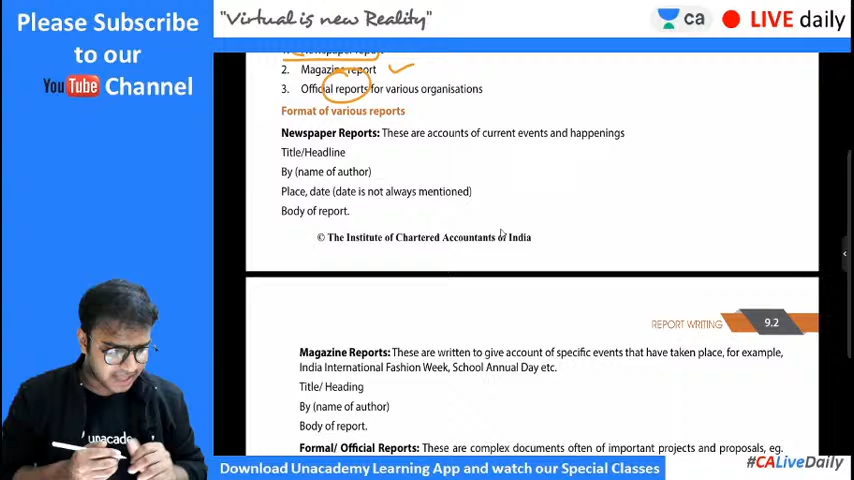 Please Subscribe
to our
YouTube Channel
"Virtual is new Reality"
ca
LIVE daily
1. Newspaper report
2. Magazine report
3. Official reports for various organisations
Format of various reports
Newspaper Reports: These are accounts of current events and happenings
Title/Headline
By (name of author)
Place, date (date is not always mentioned)
Body of report.
© The Institute of Chartered Accountants of India
REPORT WRITING
9.2
Magazine Reports: These are written to give account of specific events that have taken place, for example,
India International Fashion Week, School Annual Day etc.
Title/ Heading
By (name of author)
Body of report.
Formal/ Official Reports: These are complex documents often of important projects and proposals, eg.
unacade
Download Unacademy Learning App and watch our Special Classes
#CALiveDaily